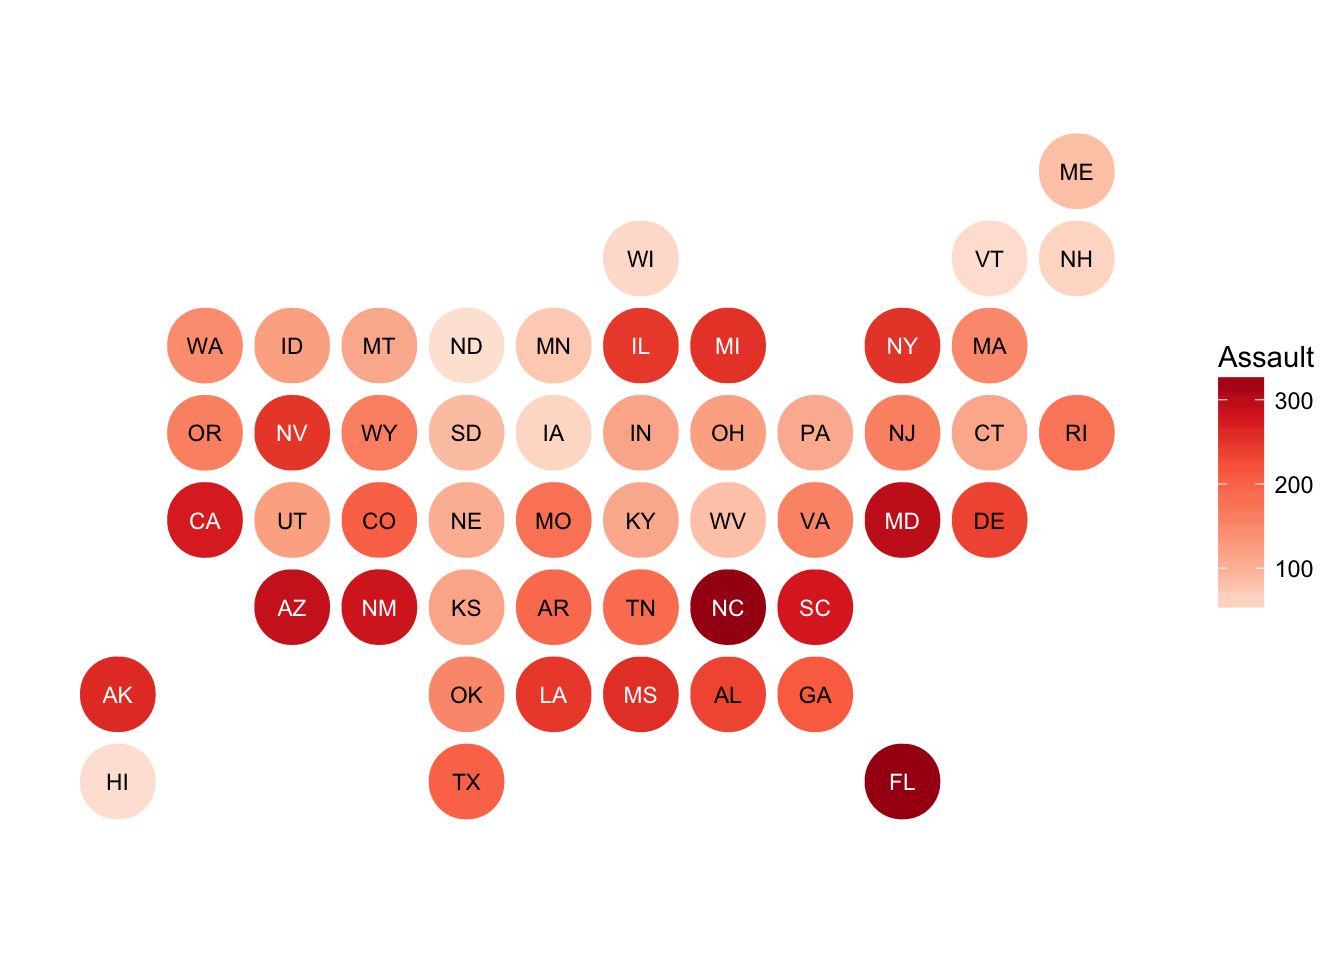 ME
WI VT NH
WA ID MT ND MN IL MI NY MA
OR NV WY SD IA IN OH PA NJ CT RI
CA UT CO NE MO KY WV VA MD DE
AZ NM KS AR TN NC SC
AK OK LA MS AL GA
HI TX FL
Assault
300
200
100